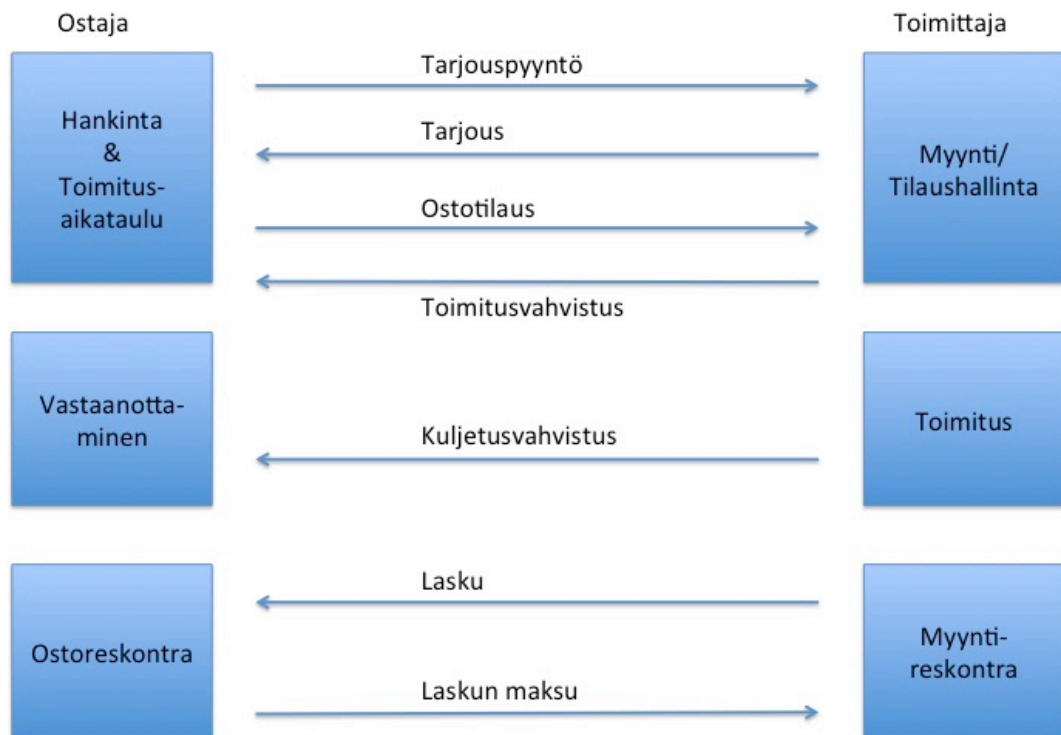 Ostaja
Toimittaja
Hankinta
&
Toimitus-
aikataulu
Tarjouspyyntö
Tarjous
Ostotilaus
Toimitusvahvistus
Myynti/
Tilaushallinta
Vastaanotta-
minen
Kuljetusvahvistus
Toimitus
Ostoreskontra
Lasku
Laskun maksu
Myynti-
reskontra